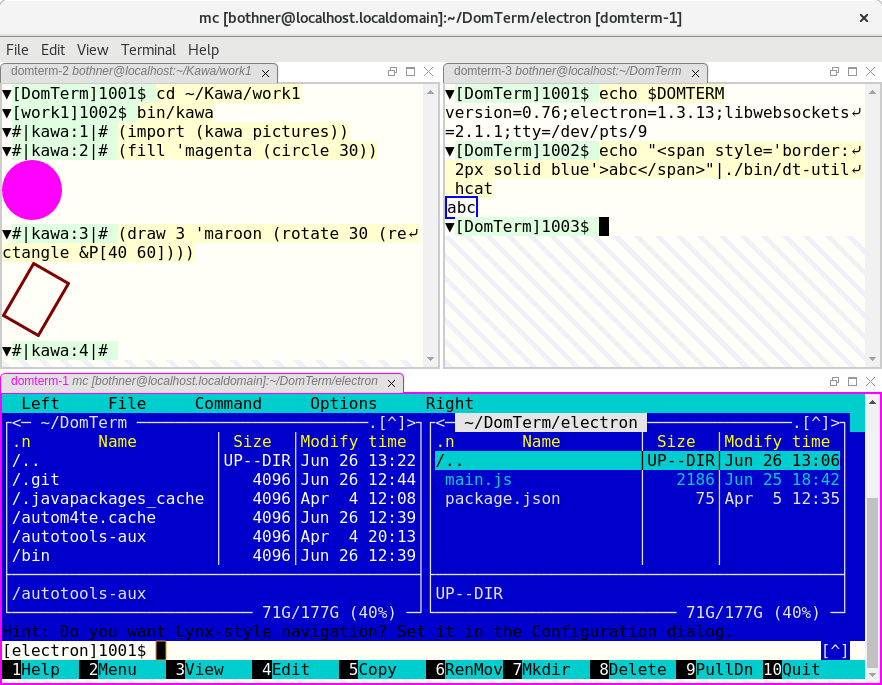 mc [bothner@localhost.localdomain]:~/DomTerm/electron [domterm-1]
File Edit View Terminal Help
domterm-2 bothner@localhost:~/Kawa/work1
▼[DomTerm]1001$ cd ~/Kawa/work1
▼[work1]1002$ bin/kawa
▼#|kawa:1|# (import (kawa pictures))
▼#|kawa:2|# (fill 'magenta (circle 30))
▼#|kawa:3|# (draw 3 'maroon (rotate 30 (re↵
ctangle &P[40 60])))
▼#|kawa:4|#
domterm-3 bothner@localhost:~/DomTerm
▼[DomTerm]1001$ echo $DOMTERM
version=0.76;electron=1.3.13;libwebsockets↵
=2.1.1;tty=/dev/pts/9
▼[DomTerm]1002$ echo "<span style='border:↵
2px solid blue'>abc</span>"|./bin/dt-util↵
hcat
abc
▼[DomTerm]1003$
domterm-1 mc [bothner@localhost.localdomain]:~/DomTerm/electron
Left File Command Options Right
<─ ~/DomTerm .[^]>
.n Name Size Modify time
/.. UP--DIR Jun 26 13:22
/.git 4096 Jun 26 12:44
/.javapackages_cache 4096 Apr 4 12:08
/autom4te.cache 4096 Jun 26 12:39
/autotools-aux 4096 Apr 4 20:13
/bin 4096 Jun 26 12:39
/autotools-aux
71G/177G (40%)
<─ ~/DomTerm/electron .[^]>
.n Name Size Modify time
/.. UP--DIR Jun 26 13:06
main.js 2186 Jun 25 18:42
package.json 75 Apr 5 12:35
UP--DIR
71G/177G (40%)
Hint: Do you want Lynx-style navigation? Set it in the Configuration dialog.
[electron]1001$ [^]
1Help 2Menu 3View 4Edit 5Copy 6RenMov 7Mkdir 8Delete 9PullDn 10Quit